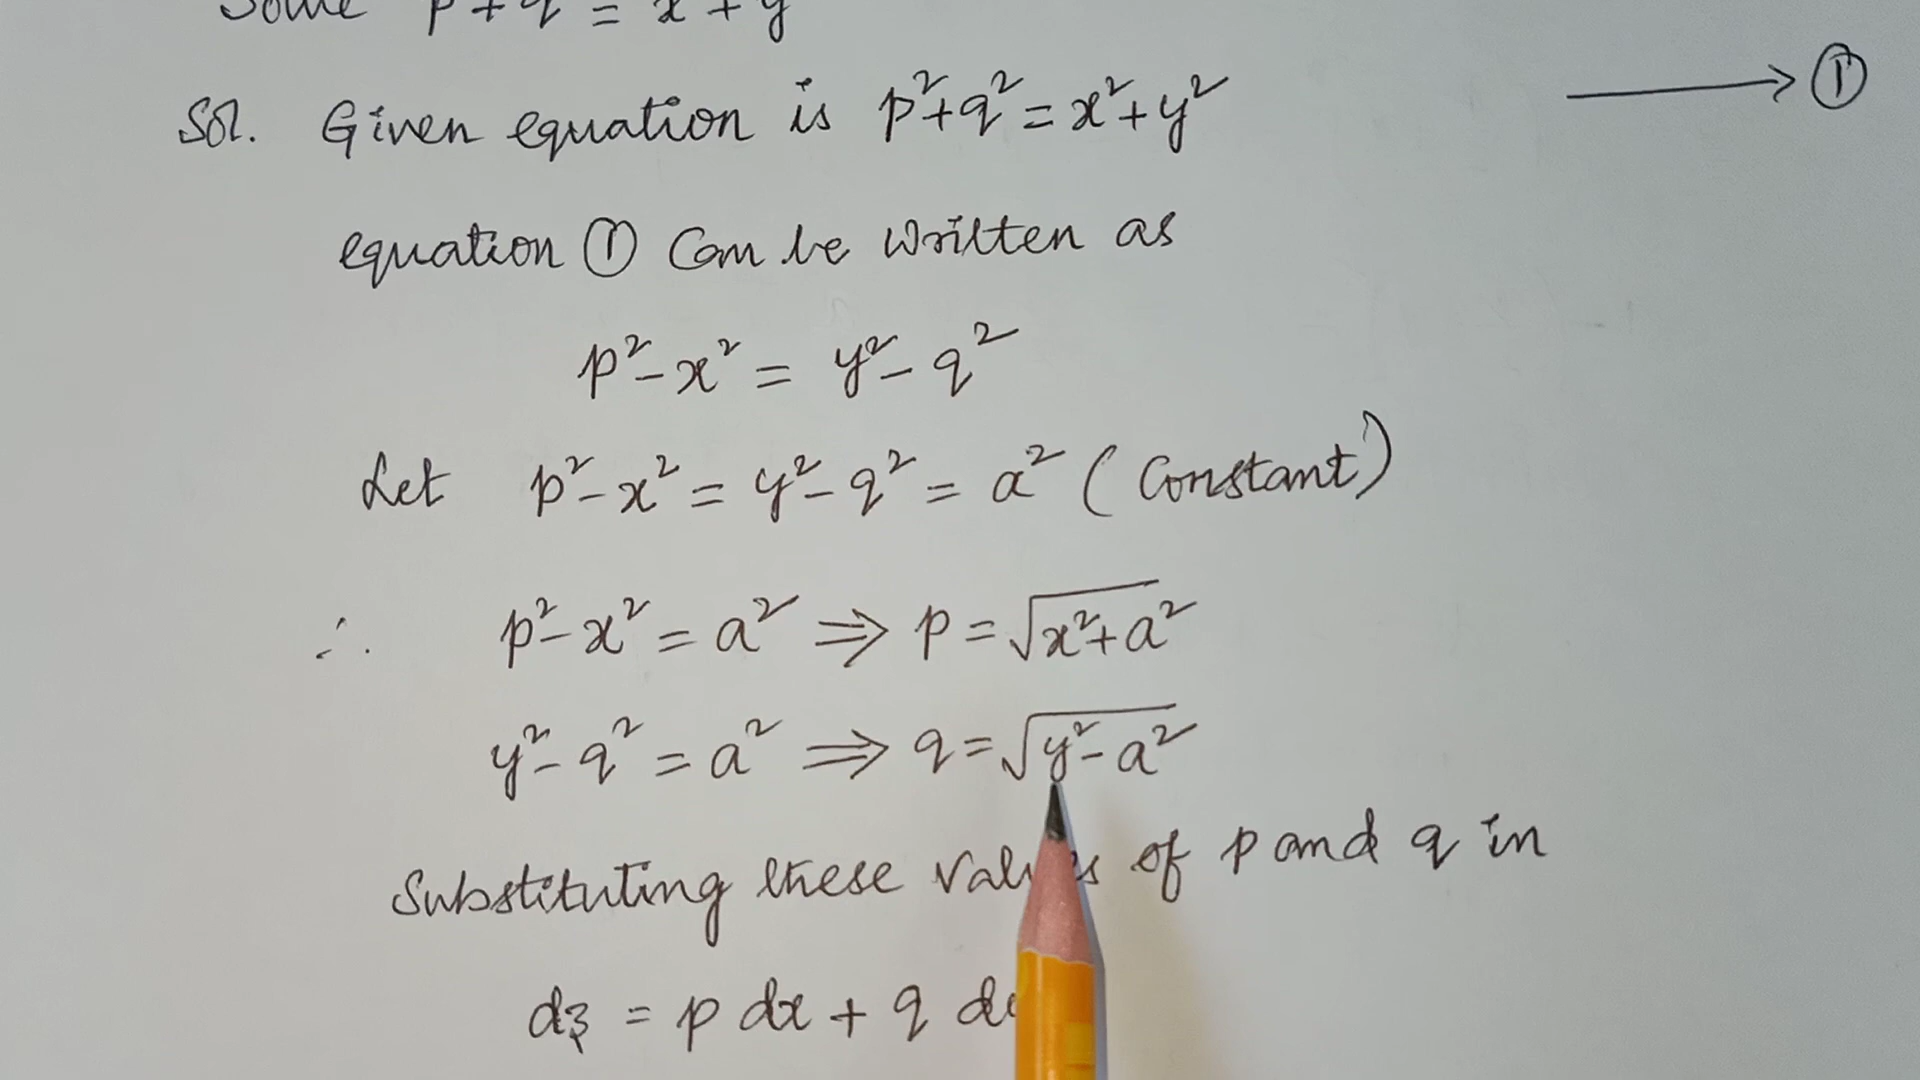 p + q = x + y
Sol. Given equation is p²+q² = x²+y² ⟶ ①
equation ① Can be written as
p² - x² = y² - q²
Let p² - x² = y² - q² = a² (Constant)
∴ p² - x² = a² ⇒ p = √(x²+a²)
y² - q² = a² ⇒ q = √(y²-a²)
Substituting these of p and q in
dz = p dx + q